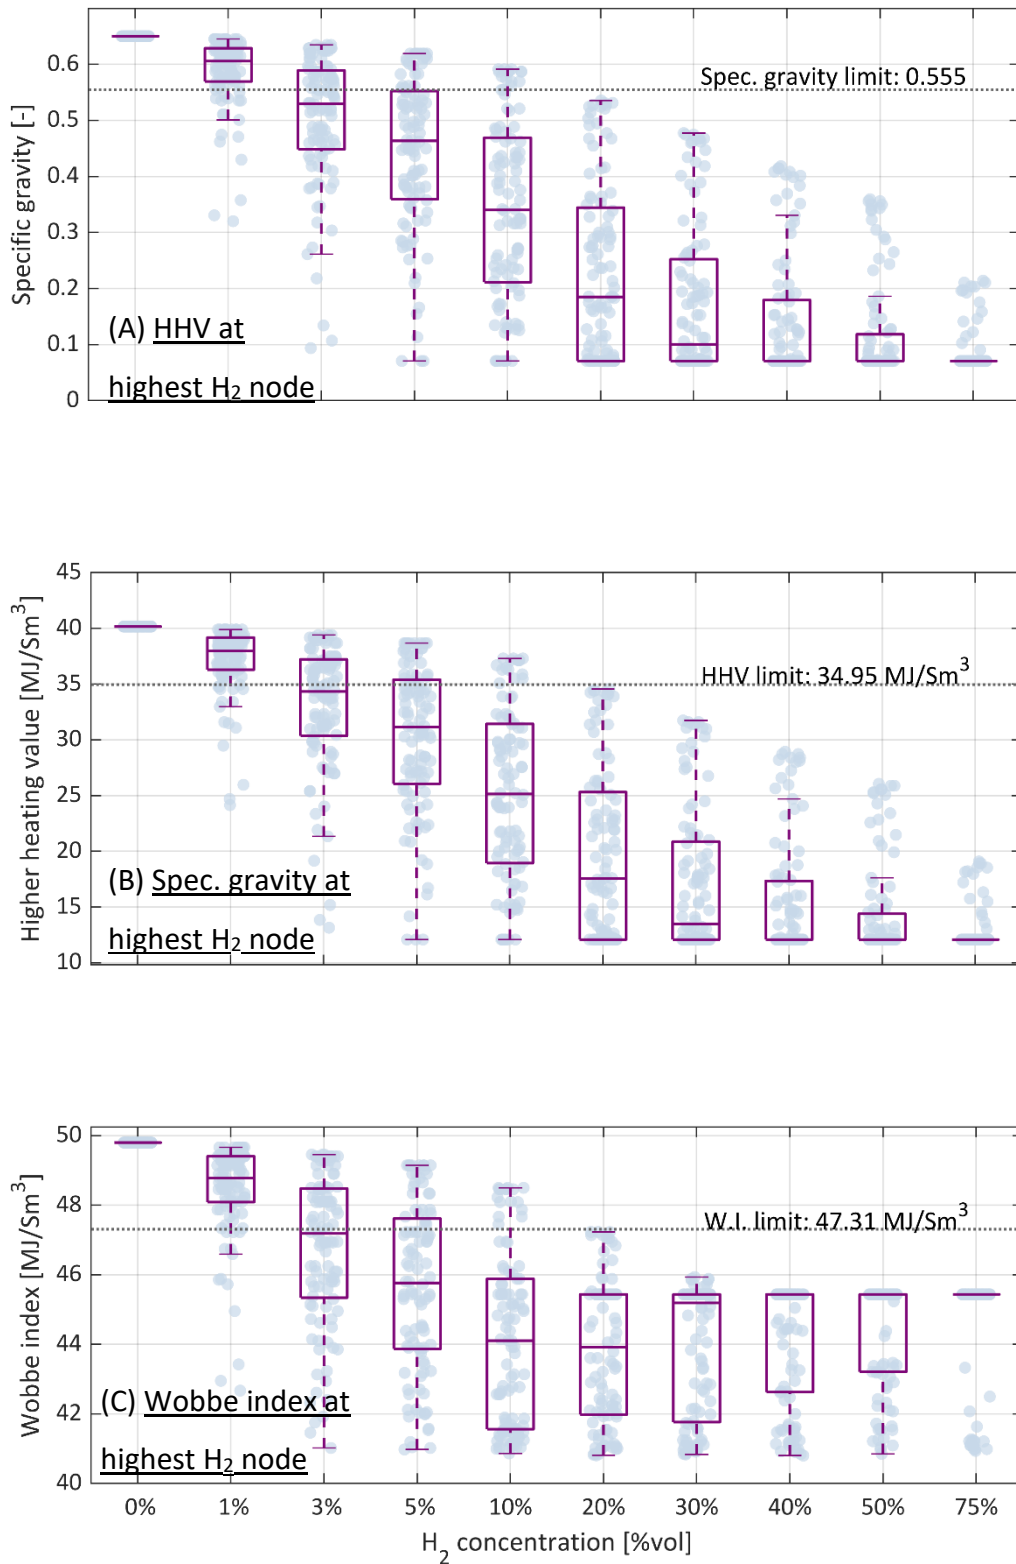 Specific gravity [-]
0.6
0.5
0.4
0.3
0.2
0.1
0
Spec. gravity limit: 0.555
(A) HHV at
highest H2 node
Higher heating value [MJ/Sm3]
45
40
35
30
25
20
15
10
HHV limit: 34.95 MJ/Sm3
(B) Spec. gravity at
highest H2 node
Wobbe index [MJ/Sm3]
50
48
46
44
42
40
W.I. limit: 47.31 MJ/Sm3
(C) Wobbe index at
highest H2 node
0% 1% 3% 5% 10% 20% 30% 40% 50% 75%
H2 concentration [%vol]